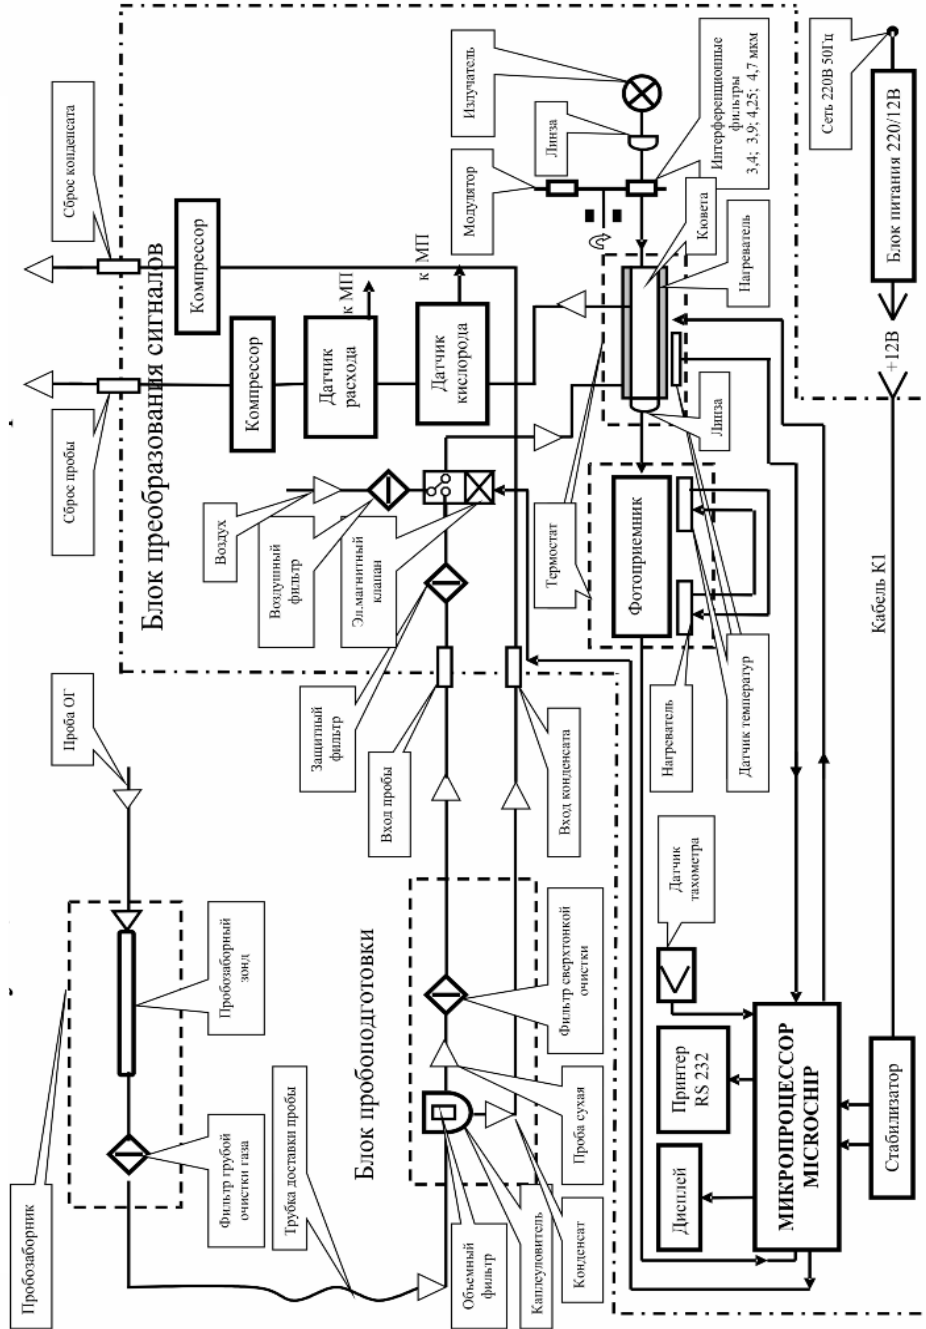 Пробозаборник
Фильтр грубой
очистки газа
Пробозаборный
зонд
Проба ОГ
Трубка доставки пробы
Блок пробоподготовки
Объемный
фильтр
Каплеуловитель
Конденсат
Проба сухая
Фильтр сверхтонкой
очистки
Вход пробы
Вход конденсата
Защитный
фильтр
Блок преобразования сигналов
Сброс пробы
Сброс конденсата
Воздух
Воздушный
фильтр
Эл.магнитный
клапан
Компрессор
Компрессор
Датчик
расхода
к МП
Датчик
кислорода
к МП
Излучатель
Линза
Модулятор
Интерференционные
фильтры
3,4; 3,9; 4,25; 4,7 мкм
Кювета
Нагреватель
Линза
Термостат
Фотоприемник
Нагреватель
Датчик температур
Датчик
тахометра
Принтер
RS 232
Дисплей
МИКРОПРОЦЕССОР
MICROCHIP
Стабилизатор
Кабель К1
+12В
Блок питания 220/12В
Сеть 220В 50Гц